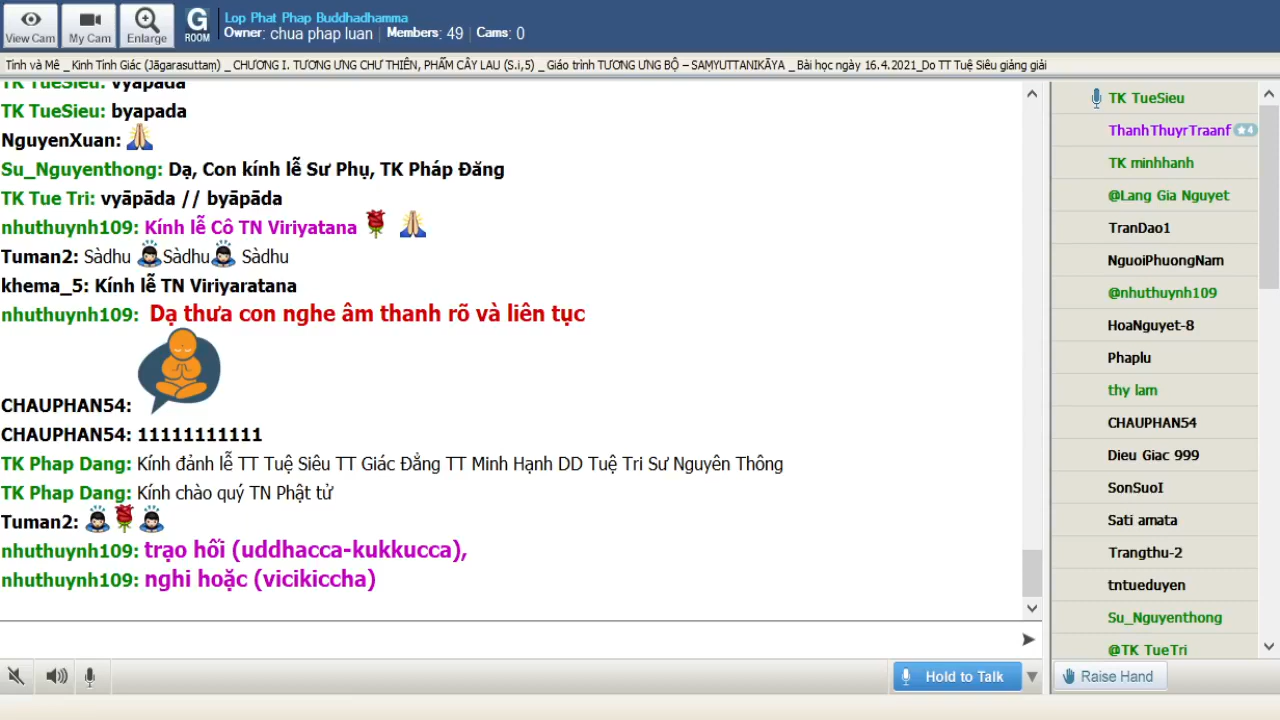 View Cam
My Cam
Enlarge
G
ROOM
Lop Phat Phap Buddhadhamma
Owner: chua phap luan Members: 49 Cams: 0
Tỉnh và Mê _Kinh Tỉnh Giác (Jāgarasuttaṃ) _ CHƯƠNG I. TƯƠNG ƯNG CHƯ THIÊN, PHẨM CÂY LAU (S.i,5) _Giáo trình TƯƠNG ƯNG BỘ – SAṂYUTTANIKĀYA _Bài học ngày 16.4.2021_Do TT Tuệ Siêu giảng giải
TK TueSieu: vyapada
TK TueSieu: byapada
NguyenXuan:
Su_Nguyenthong: Dạ, Con kính lễ Sư Phụ, TK Pháp Đăng
TK Tue Tri: vyāpāda // byāpāda
nhuthuynh109: Kính lễ Cô TN Viriyatana
Tuman2: Sàdhu Sàdhu Sàdhu
khema_5: Kính lễ TN Viriyaratana
nhuthuynh109: Dạ thưa con nghe âm thanh rõ và liên tục
CHAUPHAN54:
CHAUPHAN54: 11111111111
TK Phap Dang: Kính đảnh lễ TT Tuệ Siêu TT Giác Đẳng TT Minh Hạnh DD Tuệ Tri Sư Nguyên Thông
TK Phap Dang: Kính chào quý TN Phật tử
Tuman2:
nhuthuynh109: trạo hối (uddhacca-kukkucca),
nhuthuynh109: nghi hoặc (vicikiccha)
Hold to Talk
TK TueSieu
ThanhThuyrTraanf 4
TK minhhanh
@Lang Gia Nguyet
TranDao1
NguoiPhuongNam
@nhuthuynh109
HoaNguyet-8
Phaplu
thy lam
CHAUPHAN54
Dieu Giac 999
SonSuoI
Sati amata
Trangthu-2
tntueduyen
Su_Nguyenthong
@TK TueTri
Raise Hand